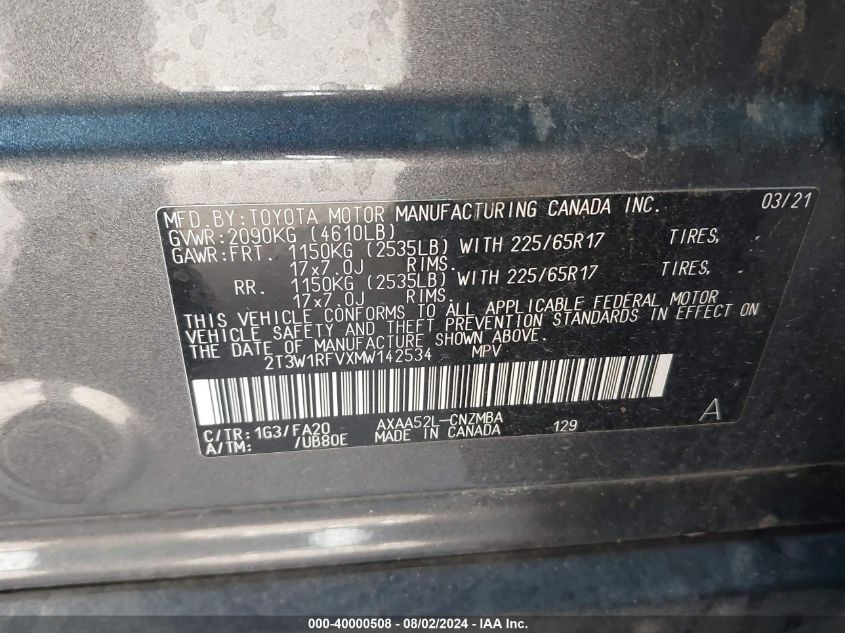 MFD. BY: TOYOTA MOTOR MANUFACTURING CANADA INC. 03/21
GVWR: 2090KG (4610LB)
GAWR: FRT. 1150KG (2535LB) WITH 225/65R17 TIRES,
17x7.0J RIMS.
RR. 1150KG (2535LB) WITH 225/65R17 TIRES,
17x7.0J RIMS.
THIS VEHICLE CONFORMS TO ALL APPLICABLE FEDERAL MOTOR
VEHICLE SAFETY AND THEFT PREVENTION STANDARDS IN EFFECT ON
THE DATE OF MANUFACTURE SHOWN ABOVE.
2T3W1RFVXMW142534 MPV
C/TR: 1G3/FA20 AXAA52L-CNZMBA A
A/TM: /UB80E MADE IN CANADA 129
000-40000508 - 08/02/2024 - IAA Inc.